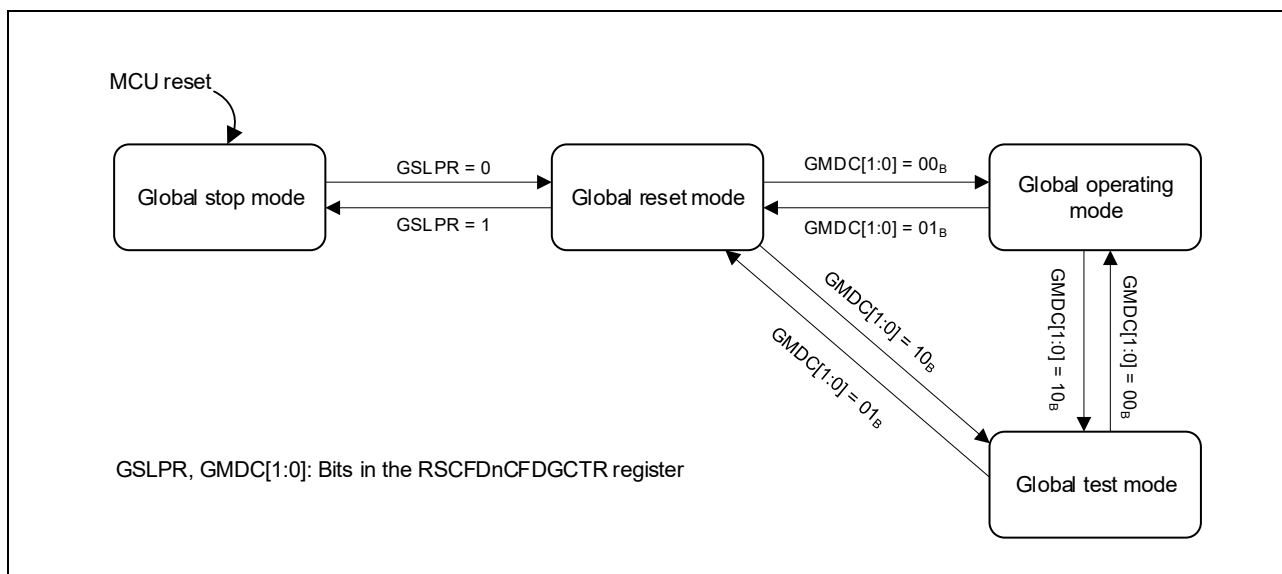 MCU reset
Global stop mode
GSLPR = 0
GSLPR = 1
Global reset mode
GMDC[1:0] = 00B
GMDC[1:0] = 01B
Global operating
mode
GMDC[1:0] = 10B
GMDC[1:0] = 01B
GMDC[1:0] = 10B
GMDC[1:0] = 00B
Global test mode
GSLPR, GMDC[1:0]: Bits in the RSCFDnCFDGCTR register